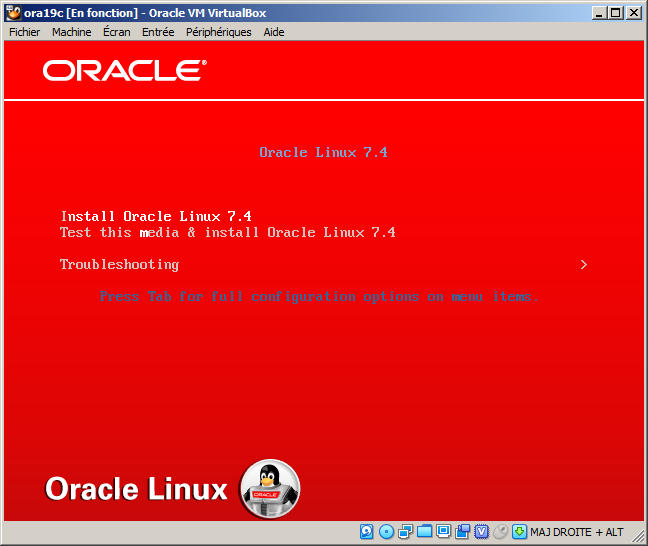 ora19c [En fonction] - Oracle VM VirtualBox
Fichier Machine Écran Entrée Périphériques Aide
ORACLE®
Oracle Linux 7.4
Install Oracle Linux 7.4
Test this media & install Oracle Linux 7.4
Troubleshooting >
Press Tab for full configuration options on menu items.
Oracle Linux
ORACLE
MAJ DROITE + ALT